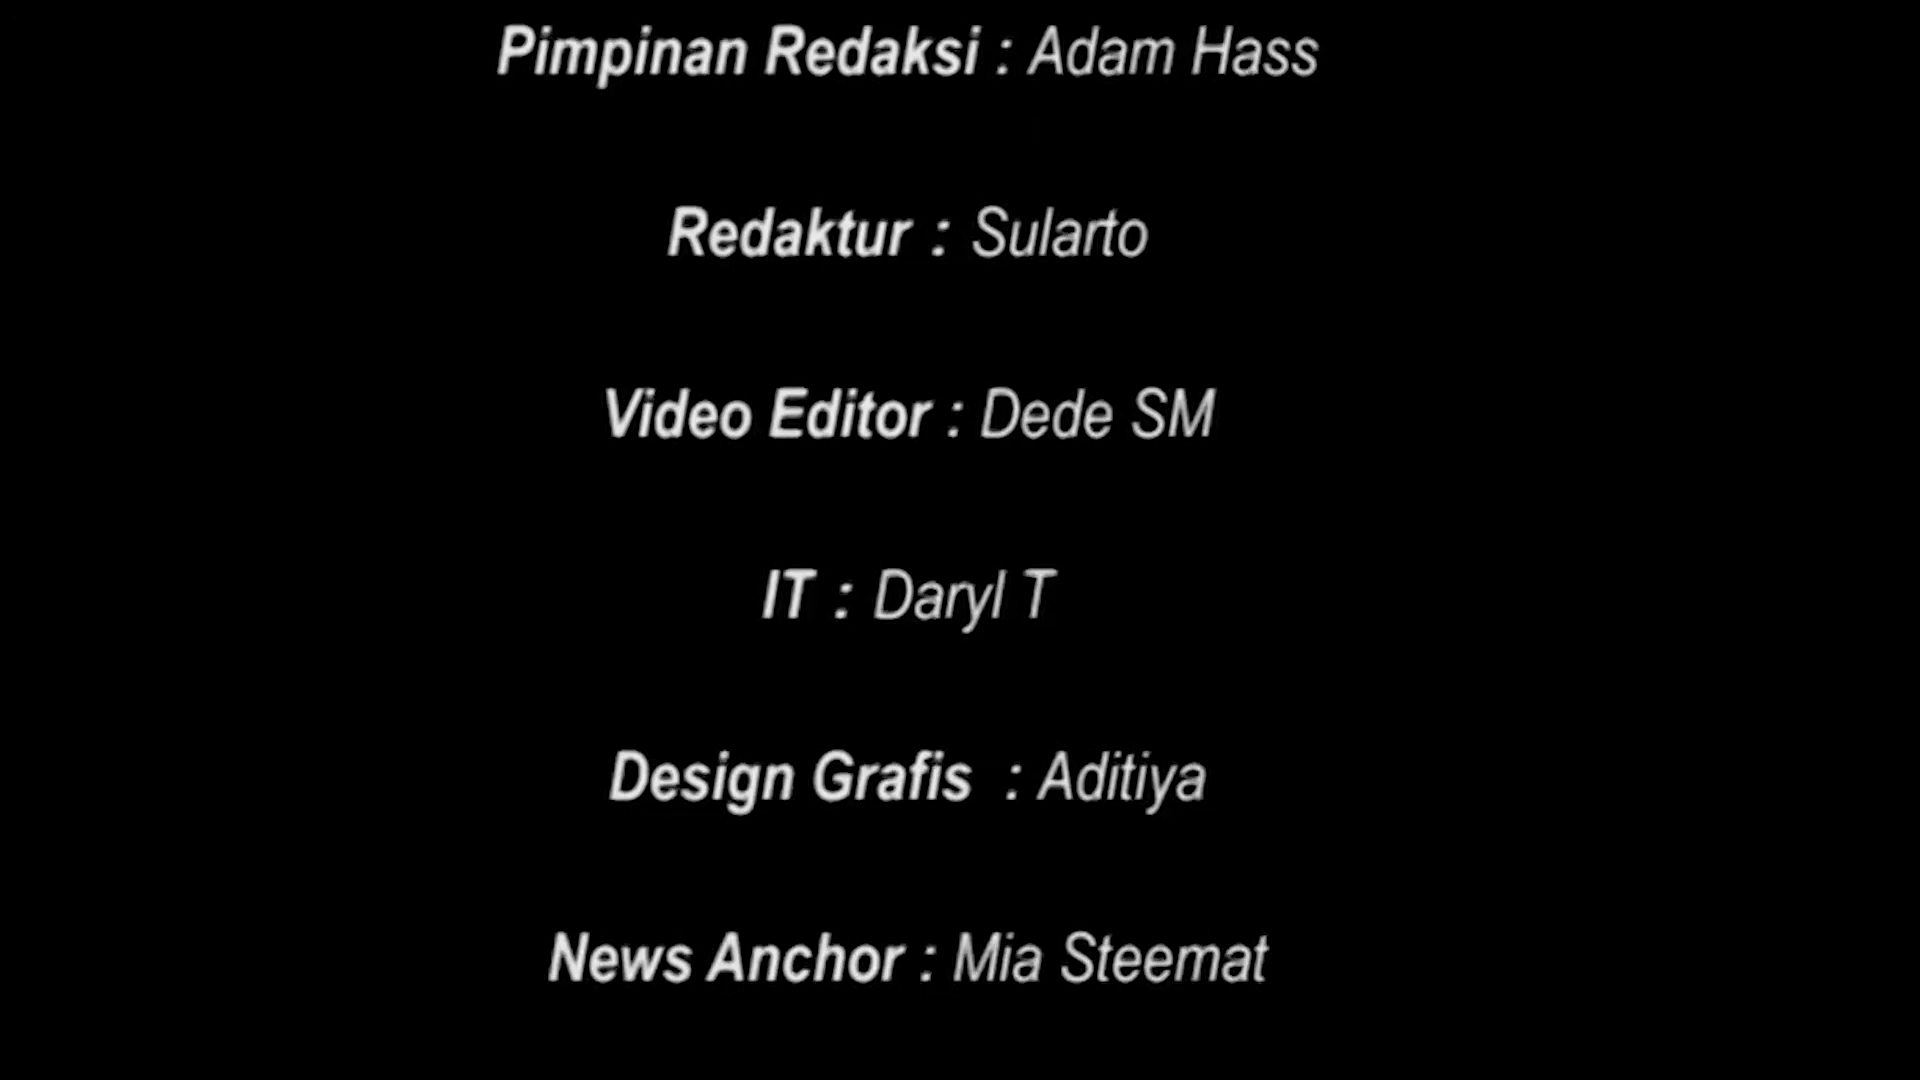 Pimpinan Redaksi : Adam Hass
Redaktur : Sularto
Video Editor : Dede SM
IT : Daryl T
Design Grafis : Aditiya
News Anchor : Mia Steemat